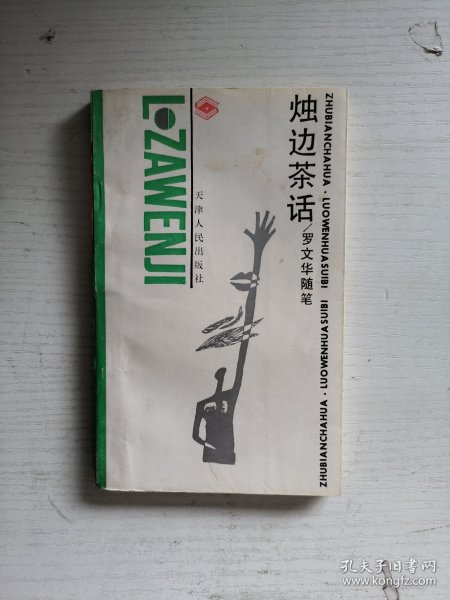 烛边茶话
/罗文华随笔
ZHUBIANCHAHUA · LUOWENHUASUIBI
ZHUBIANCHAHUA · LUOWENHUASUIBI
天津人民出版社
L●ZAWENJI
孔夫子旧书网
www.kongfz.com